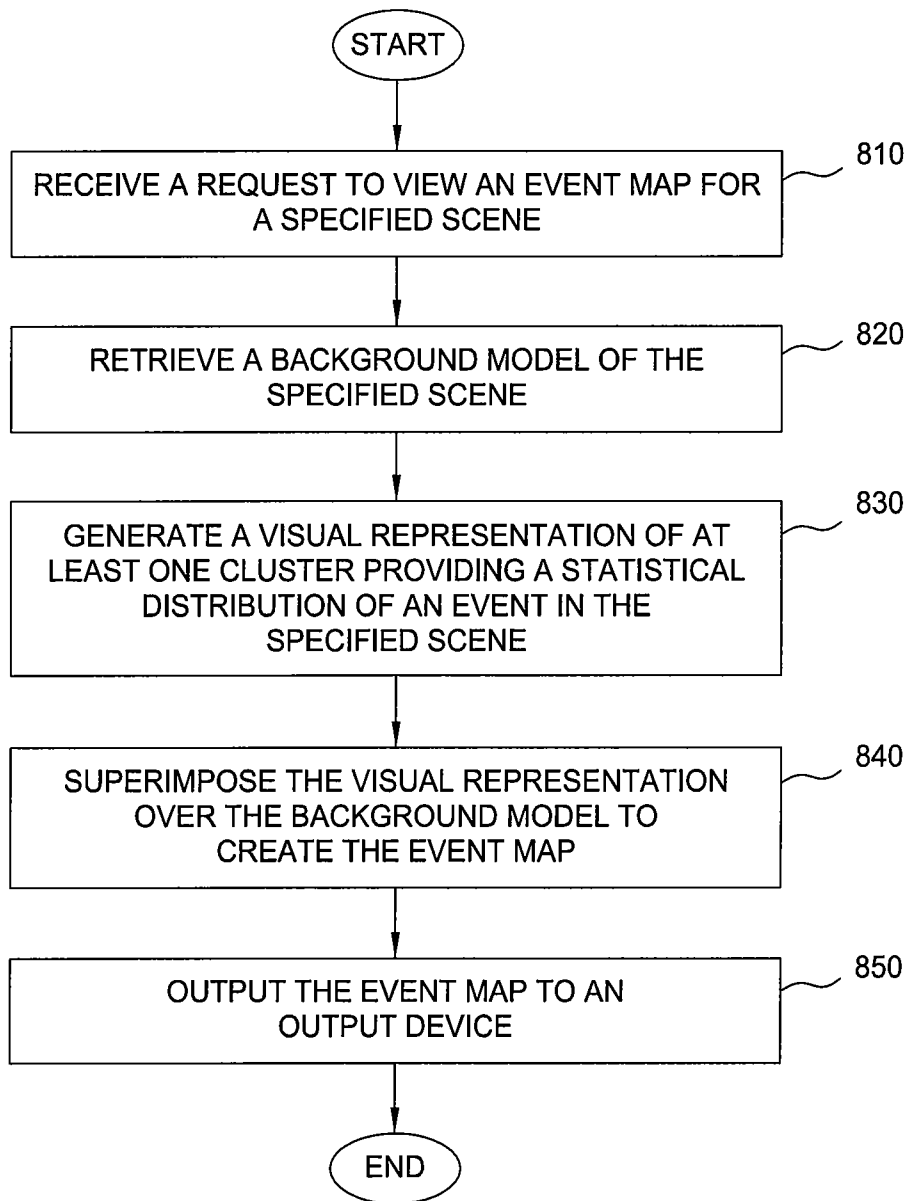 START
810
RECEIVE A REQUEST TO VIEW AN EVENT MAP FOR
A SPECIFIED SCENE
820
RETRIEVE A BACKGROUND MODEL OF THE
SPECIFIED SCENE
830
GENERATE A VISUAL REPRESENTATION OF AT
LEAST ONE CLUSTER PROVIDING A STATISTICAL
DISTRIBUTION OF AN EVENT IN THE
SPECIFIED SCENE
840
SUPERIMPOSE THE VISUAL REPRESENTATION
OVER THE BACKGROUND MODEL TO
CREATE THE EVENT MAP
850
OUTPUT THE EVENT MAP TO AN
OUTPUT DEVICE
END